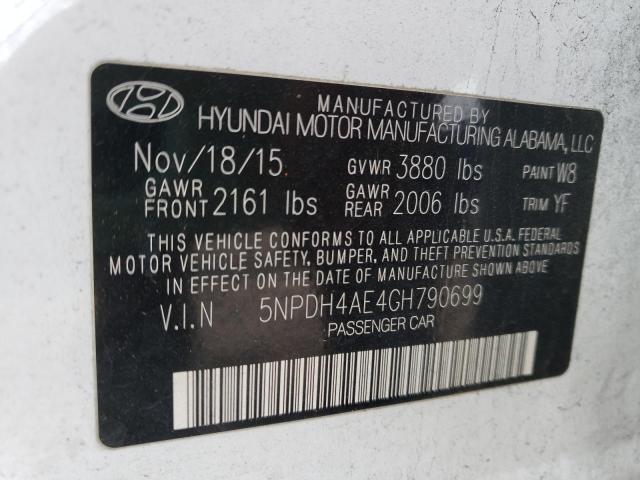 MANUFACTURED BY
HYUNDAI MOTOR MANUFACTURING ALABAMA, LLC
Nov/18/15 GVWR 3880 lbs PAINT W8
GAWR FRONT 2161 lbs GAWR REAR 2006 lbs TRIM YF
THIS VEHICLE CONFORMS TO ALL APPLICABLE U.S.A. FEDERAL
MOTOR VEHICLE SAFETY, BUMPER, AND THEFT PREVENTION STANDARDS
IN EFFECT ON THE DATE OF MANUFACTURE SHOWN ABOVE.
V.I.N 5NPDH4AE4GH790699
PASSENGER CAR